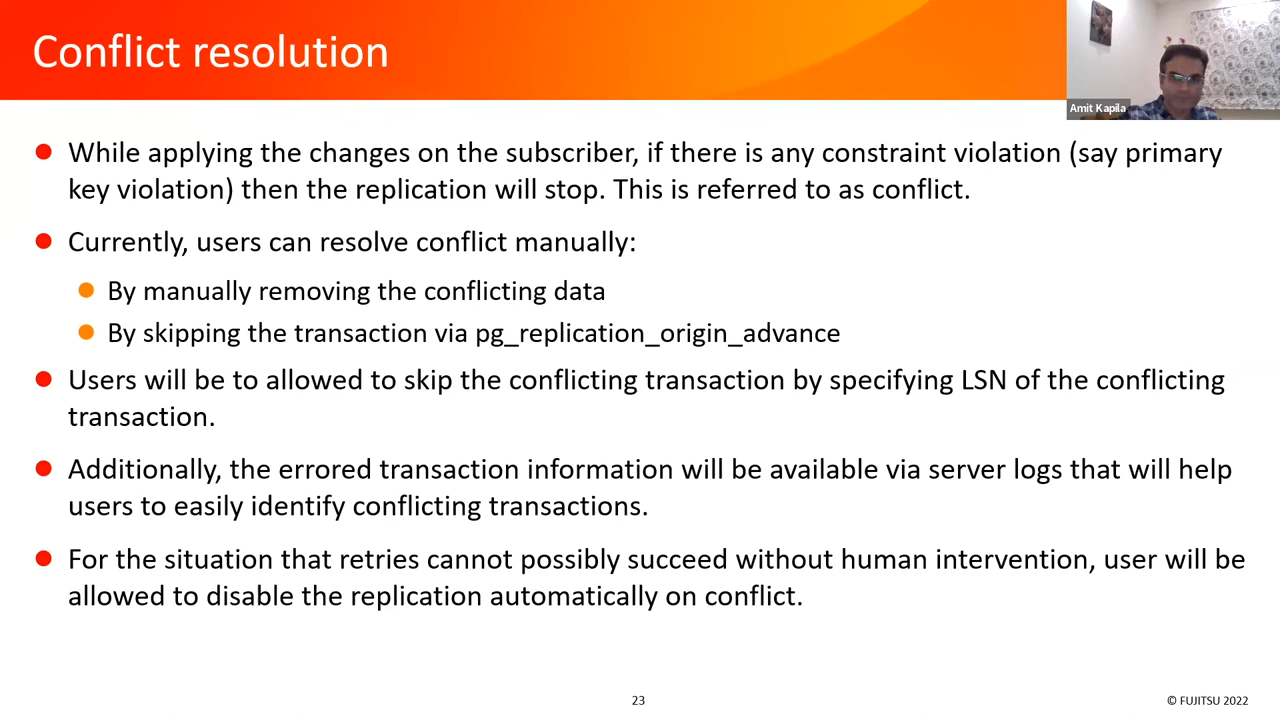 Conflict resolution
Amit Kapila
While applying the changes on the subscriber, if there is any constraint violation (say primary
key violation) then the replication will stop. This is referred to as conflict.
Currently, users can resolve conflict manually:
By manually removing the conflicting data
By skipping the transaction via pg_replication_origin_advance
Users will be to allowed to skip the conflicting transaction by specifying LSN of the conflicting
transaction.
Additionally, the errored transaction information will be available via server logs that will help
users to easily identify conflicting transactions.
For the situation that retries cannot possibly succeed without human intervention, user will be
allowed to disable the replication automatically on conflict.
23
© FUJITSU 2022